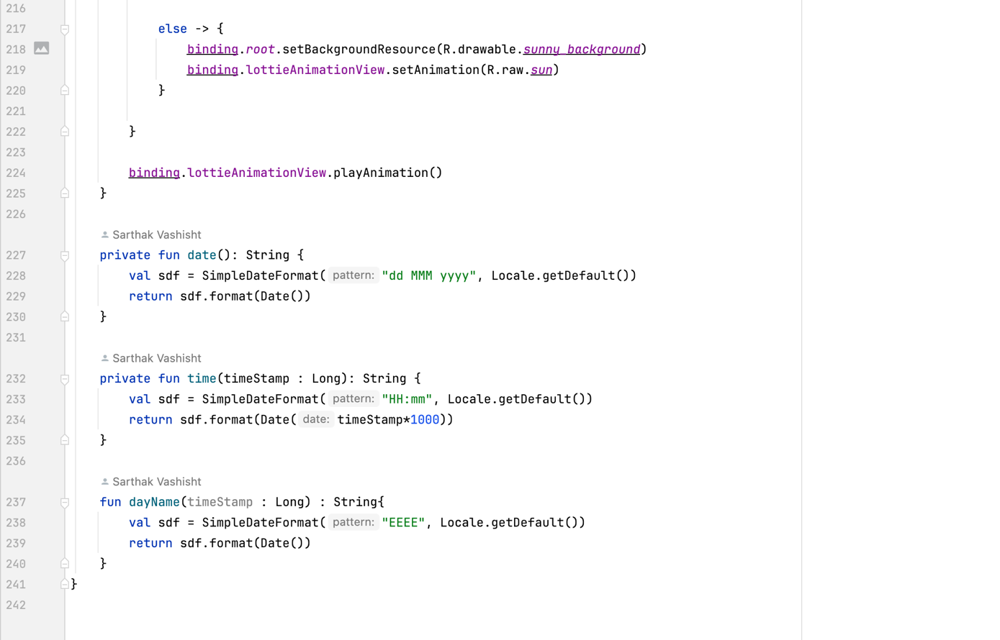 216
217 else -> {
218 binding.root.setBackgroundResource(R.drawable.sunny_background)
219 binding.lottieAnimationView.setAnimation(R.raw.sun)
220 }
221
222 }
223
224 binding.lottieAnimationView.playAnimation()
225 }
226
Sarthak Vashisht
227 private fun date(): String {
228 val sdf = SimpleDateFormat( pattern: "dd MMM yyyy", Locale.getDefault())
229 return sdf.format(Date())
230 }
231
Sarthak Vashisht
232 private fun time(timeStamp : Long): String {
233 val sdf = SimpleDateFormat( pattern: "HH:mm", Locale.getDefault())
234 return sdf.format(Date( date: timeStamp*1000))
235 }
236
Sarthak Vashisht
237 fun dayName(timeStamp : Long) : String{
238 val sdf = SimpleDateFormat( pattern: "EEEE", Locale.getDefault())
239 return sdf.format(Date())
240 }
241 }
242